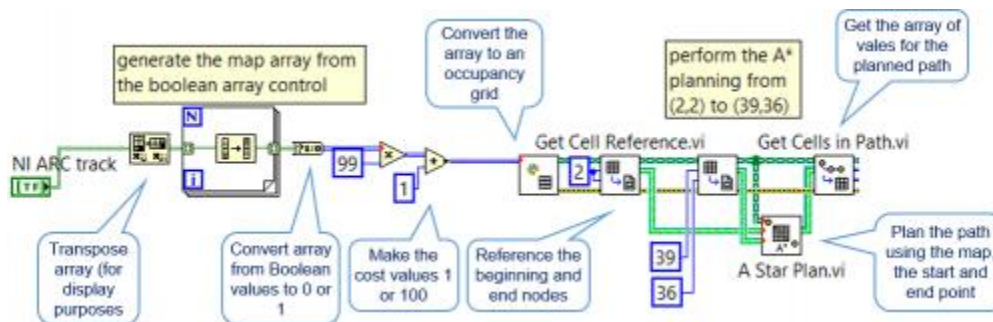 generate the map array from
the boolean array control
Convert the
array to an
occupancy
grid
perform the A*
planning from
(2,2) to (39,36)
Get the array of
vales for the
planned path
NI ARC track
TF
N
i
99
1
Get Cell Reference.vi
2
39
36
Get Cells in Path.vi
A*
A Star Plan.vi
Transpose
array (for
display
purposes
Convert array
from Boolean
values to 0 or
1
Make the
cost values 1
or 100
Reference the
beginning and
end nodes
Plan the path
using the map,
the start and
end point